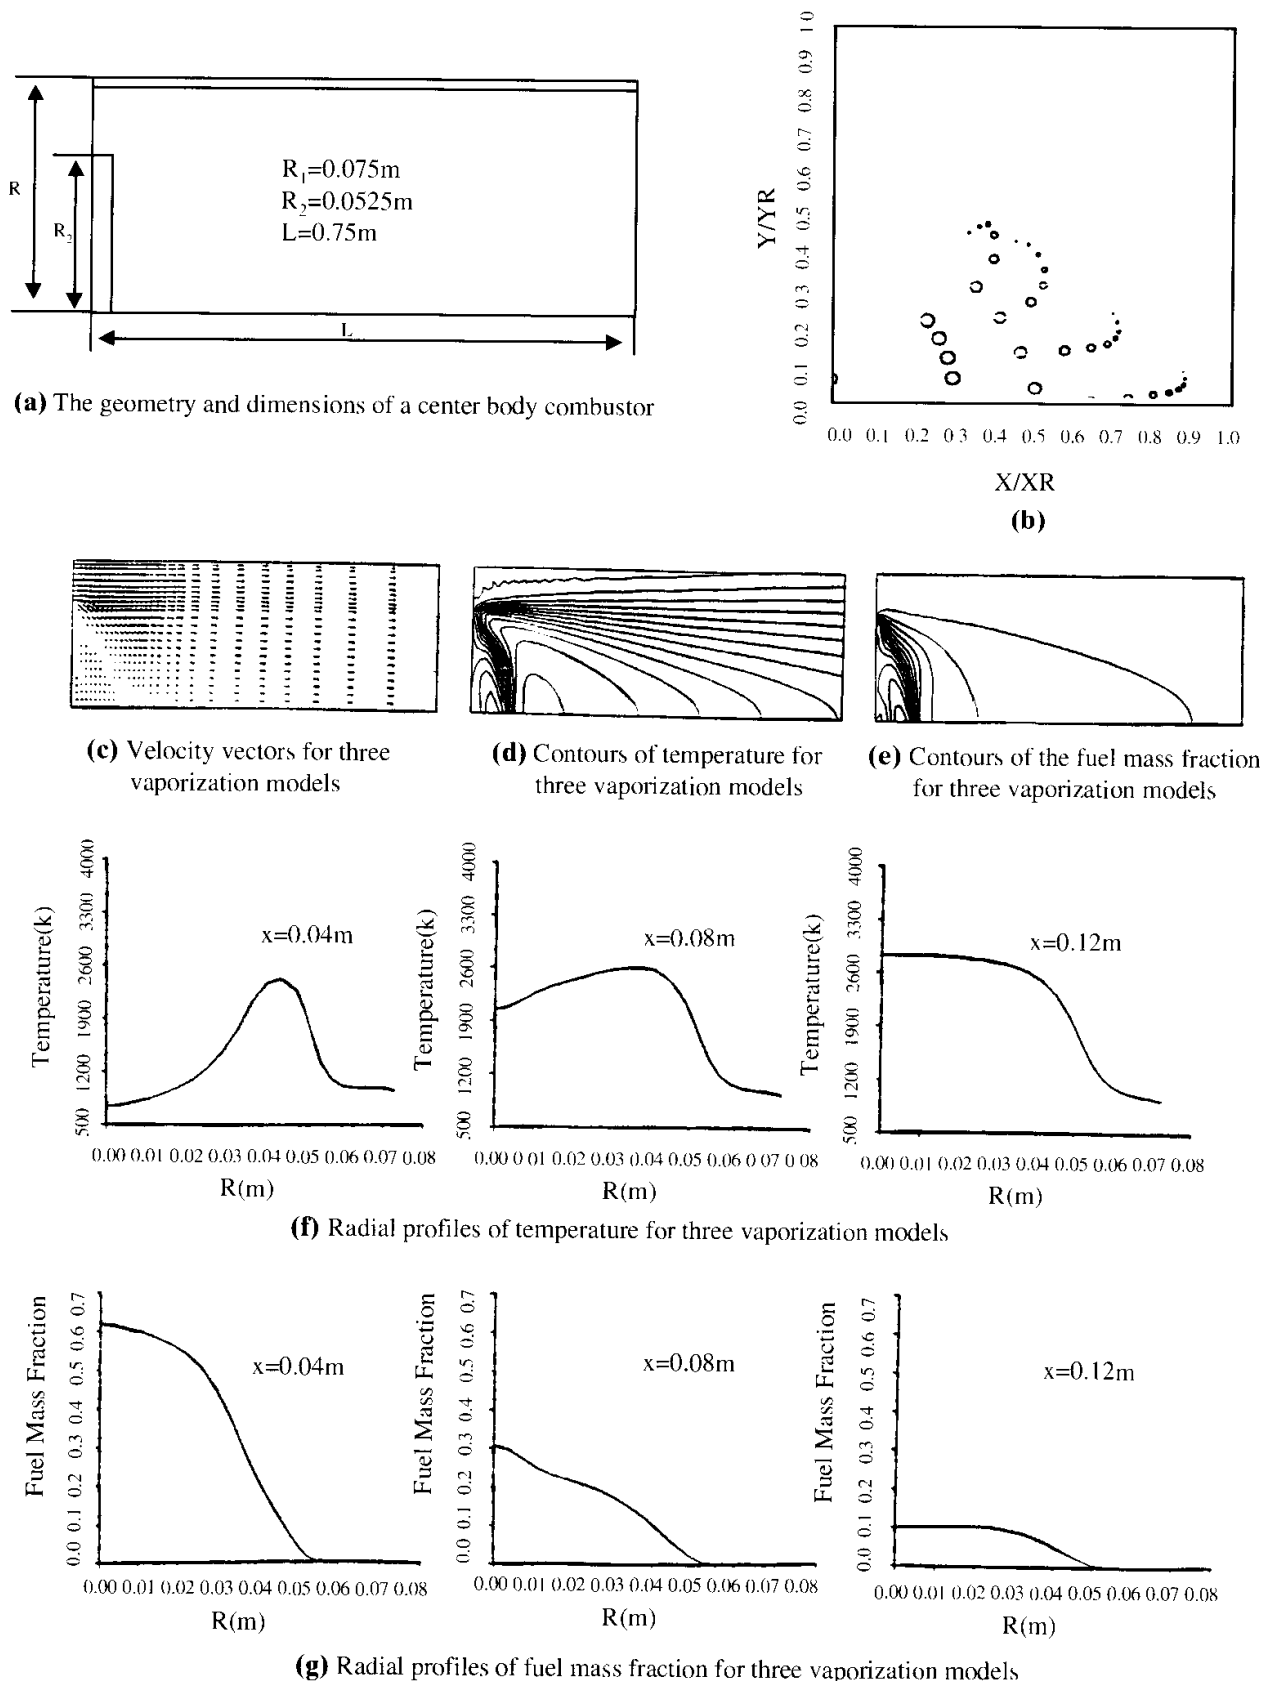 R
R2
R1=0.075m
R2=0.0525m
L=0.75m
L
(a) The geometry and dimensions of a center body combustor
Y/YR
0.0 0.1 0.2 0.3 0.4 0.5 0.6 0.7 0.8 0.9 1.0
0.0 0.1 0.2 0.3 0.4 0.5 0.6 0.7 0.8 0.9 1.0
X/XR
(b)
(c) Velocity vectors for three
vaporization models
(d) Contours of temperature for
three vaporization models
(e) Contours of the fuel mass fraction
for three vaporization models
Temperature(k)
500 1200 1900 2600 3300 4000
x=0.04m
0.00 0.01 0.02 0.03 0.04 0.05 0.06 0.07 0.08
R(m)
Temperature(k)
500 1200 1900 2600 3300 4000
x=0.08m
0.00 0.01 0.02 0.03 0.04 0.05 0.06 0.07 0.08
R(m)
Temperature(k)
500 1200 1900 2600 3300 4000
x=0.12m
0.00 0.01 0.02 0.03 0.04 0.05 0.06 0.07 0.08
R(m)
(f) Radial profiles of temperature for three vaporization models
Fuel Mass Fraction
0.0 0.1 0.2 0.3 0.4 0.5 0.6 0.7
x=0.04m
0.00 0.01 0.02 0.03 0.04 0.05 0.06 0.07 0.08
R(m)
Fuel Mass Fraction
0.0 0.1 0.2 0.3 0.4 0.5 0.6 0.7
x=0.08m
0.00 0.01 0.02 0.03 0.04 0.05 0.06 0.07 0.08
R(m)
Fuel Mass Fraction
0.0 0.1 0.2 0.3 0.4 0.5 0.6 0.7
x=0.12m
0.00 0.01 0.02 0.03 0.04 0.05 0.06 0.07 0.08
R(m)
(g) Radial profiles of fuel mass fraction for three vaporization models